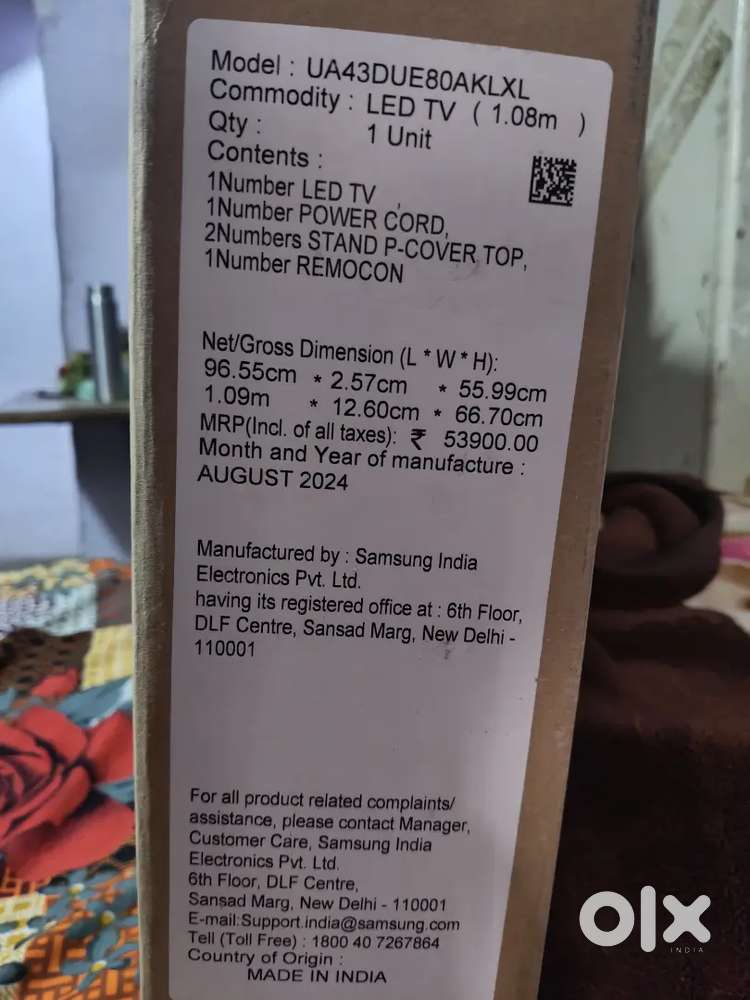 Model : UA43DUE80AKLXL
Commodity : LED TV ( 1.08m )
Qty : 1 Unit
Contents :
1Number LED TV ,
1Number POWER CORD,
2Numbers STAND P-COVER TOP,
1Number REMOCON
Net/Gross Dimension (L * W * H):
96.55cm * 2.57cm * 55.99cm
1.09m * 12.60cm * 66.70cm
MRP(Incl. of all taxes): ₹ 53900.00
Month and Year of manufacture :
AUGUST 2024
Manufactured by : Samsung India
Electronics Pvt. Ltd.
having its registered office at : 6th Floor,
DLF Centre, Sansad Marg, New Delhi -
110001
For all product related complaints/
assistance, please contact Manager,
Customer Care, Samsung India
Electronics Pvt. Ltd.
6th Floor, DLF Centre,
Sansad Marg, New Delhi - 110001
E-mail:Support.india@samsung.com
Tell (Toll Free) : 1800 40 7267864
Country of Origin :
MADE IN INDIA
olx
INDIA